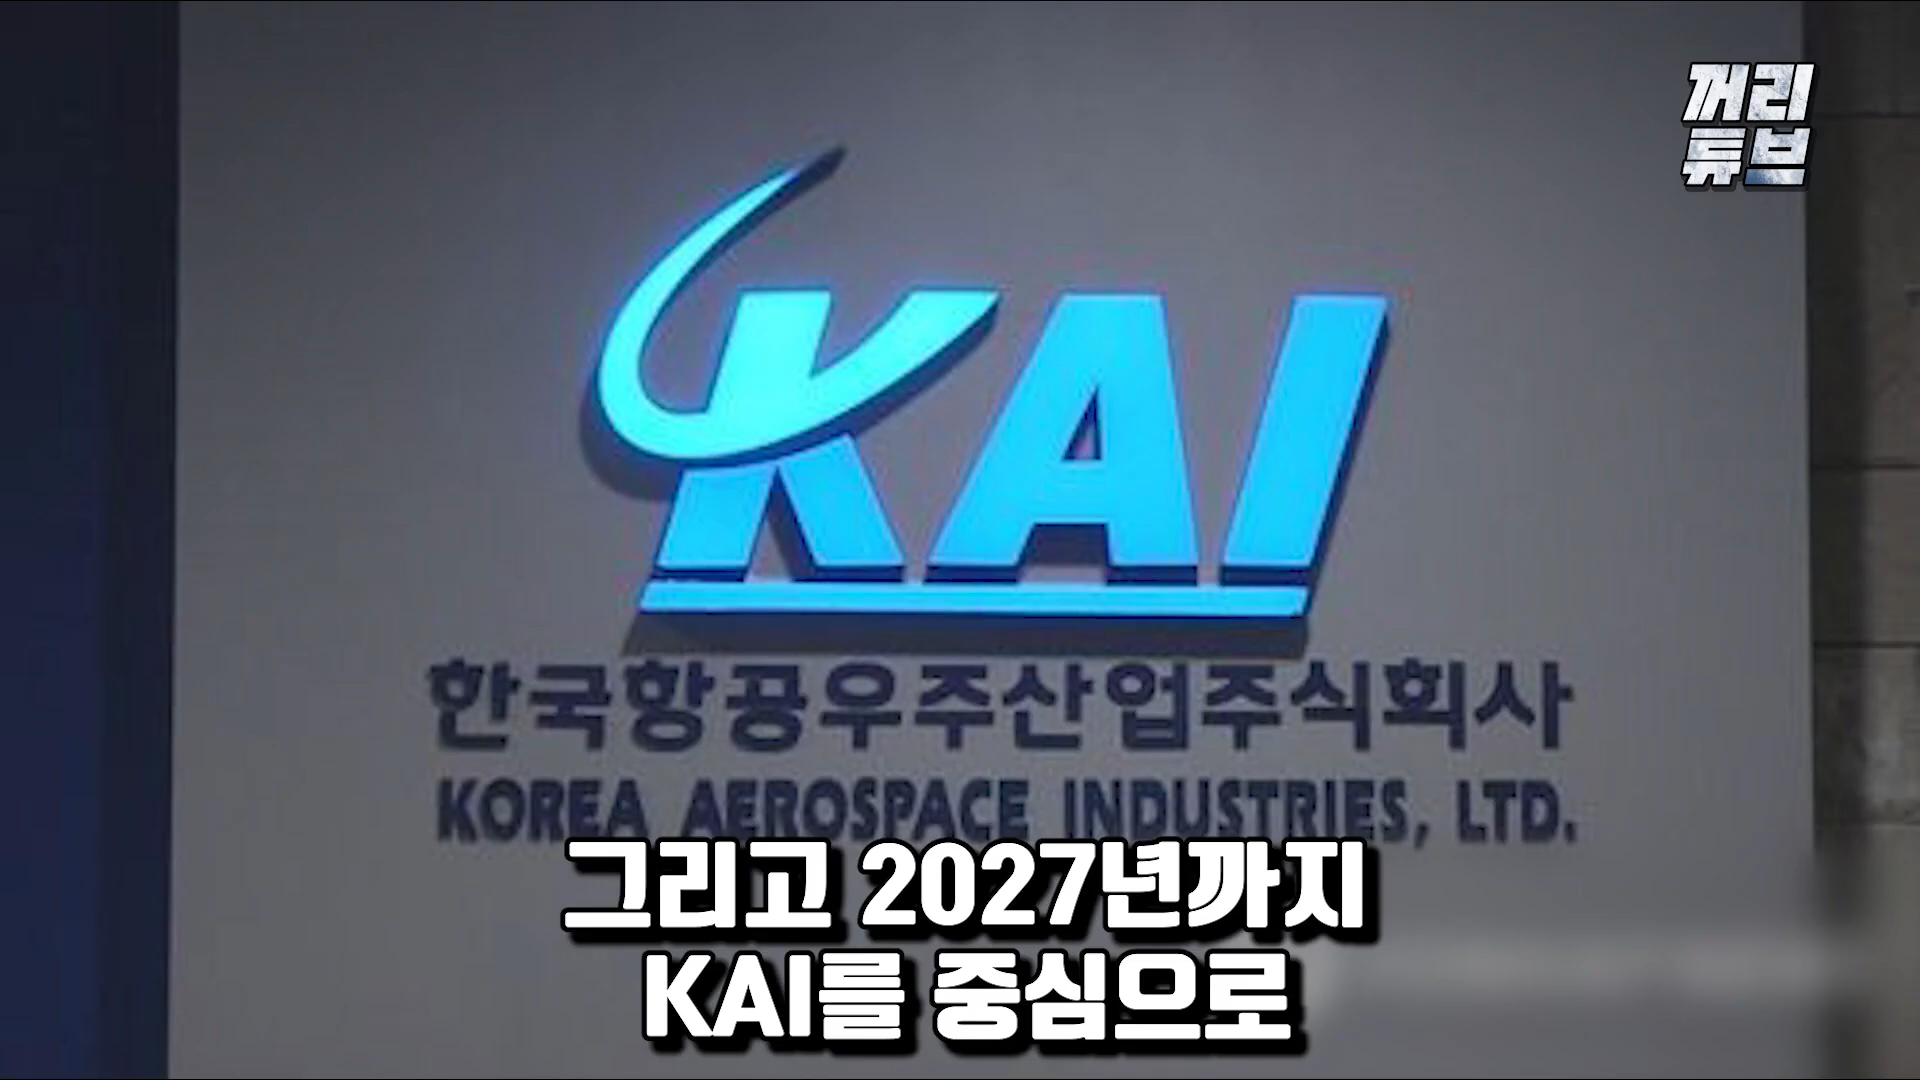 꺼리
튜브
KAI
한국항공우주산업주식회사
KOREA AEROSPACE INDUSTRIES, LTD.
그리고 2027년까지
KAI를 중심으로